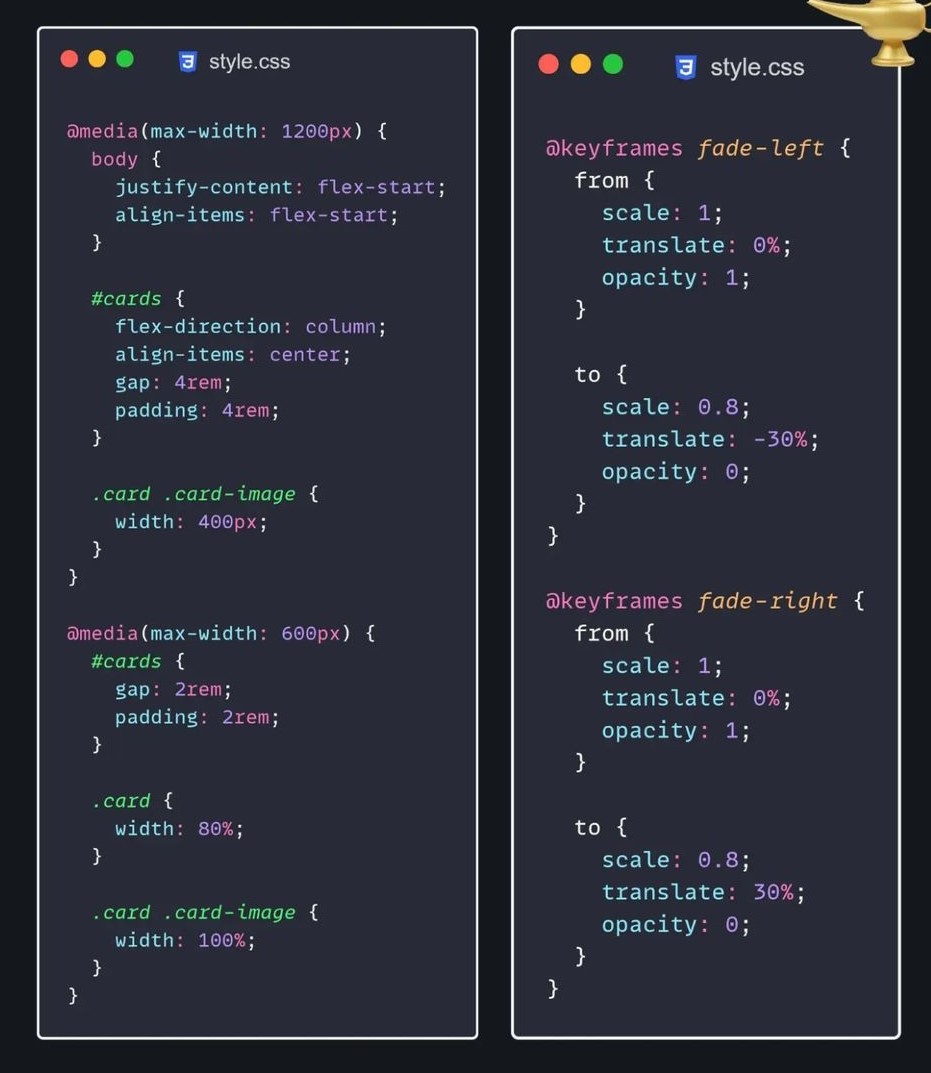 style.css
@media(max-width: 1200px) {
  body {
    justify-content: flex-start;
    align-items: flex-start;
  }

  #cards {
    flex-direction: column;
    align-items: center;
    gap: 4rem;
    padding: 4rem;
  }

  .card .card-image {
    width: 400px;
  }
}

@media(max-width: 600px) {
  #cards {
    gap: 2rem;
    padding: 2rem;
  }

  .card {
    width: 80%;
  }

  .card .card-image {
    width: 100%;
  }
}
style.css
@keyframes fade-left {
  from {
    scale: 1;
    translate: 0%;
    opacity: 1;
  }

  to {
    scale: 0.8;
    translate: -30%;
    opacity: 0;
  }
}

@keyframes fade-right {
  from {
    scale: 1;
    translate: 0%;
    opacity: 1;
  }

  to {
    scale: 0.8;
    translate: 30%;
    opacity: 0;
  }
}